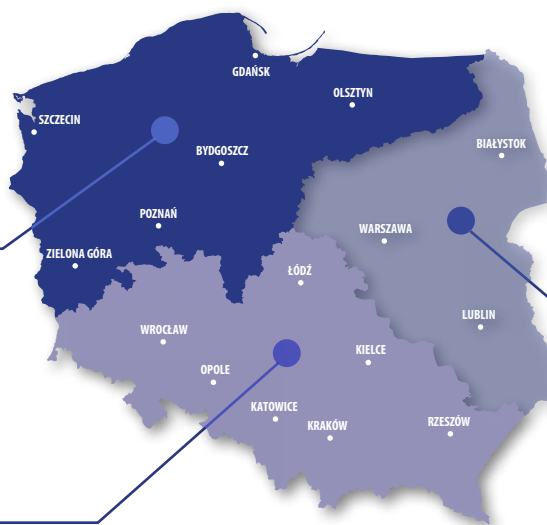 GDAŃSK
OLSZTYN
SZCZECIN
BIAŁYSTOK
BYDGOSZCZ
POZNAŃ
WARSZAWA
ZIELONA GÓRA
ŁÓDŹ
LUBLIN
WROCŁAW
KIELCE
OPOLE
KATOWICE
KRAKÓW
RZESZÓW